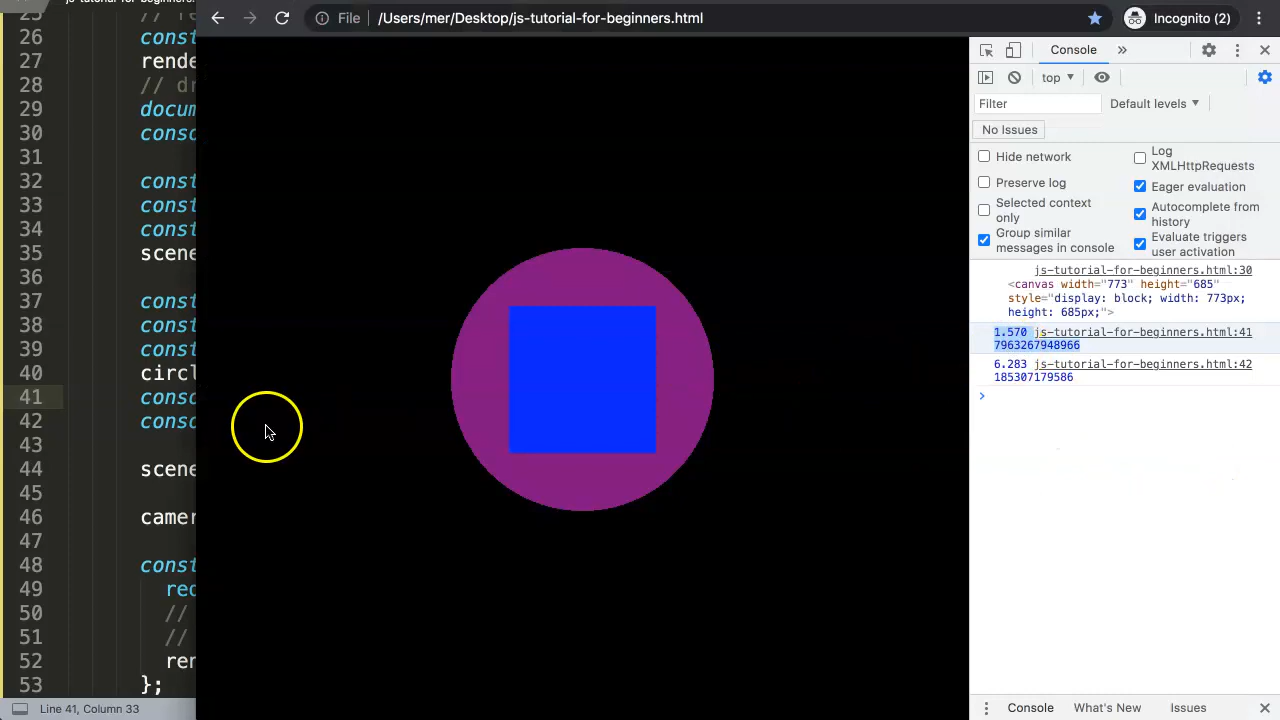 js-tutorial-for-beginners.
File /Users/mer/Desktop/js-tutorial-for-beginners.html Incognito (2)
26 const
27 rende
28 // dr
29 docum
30 conso
31
32 const
33 const
34 const
35 scene
36
37 const
38 const
39 const
40 circl
41 conso
42 conso
43
44 scene
45
46 camer
47
48 const
49 req
50 //
51 //
52 ren
53 };
Line 41, Column 33
Console »
top ▼
Filter Default levels ▼
No Issues
Hide network
Log XMLHttpRequests
Preserve log
Eager evaluation
Selected context only
Autocomplete from history
Group similar messages in console
Evaluate triggers user activation
js-tutorial-for-beginners.html:30
<canvas width="773" height="685"
style="display: block; width: 773px;
height: 685px;">
1.570 js-tutorial-for-beginners.html:41
7963267948966
6.283 js-tutorial-for-beginners.html:42
185307179586
>
Console What's New Issues